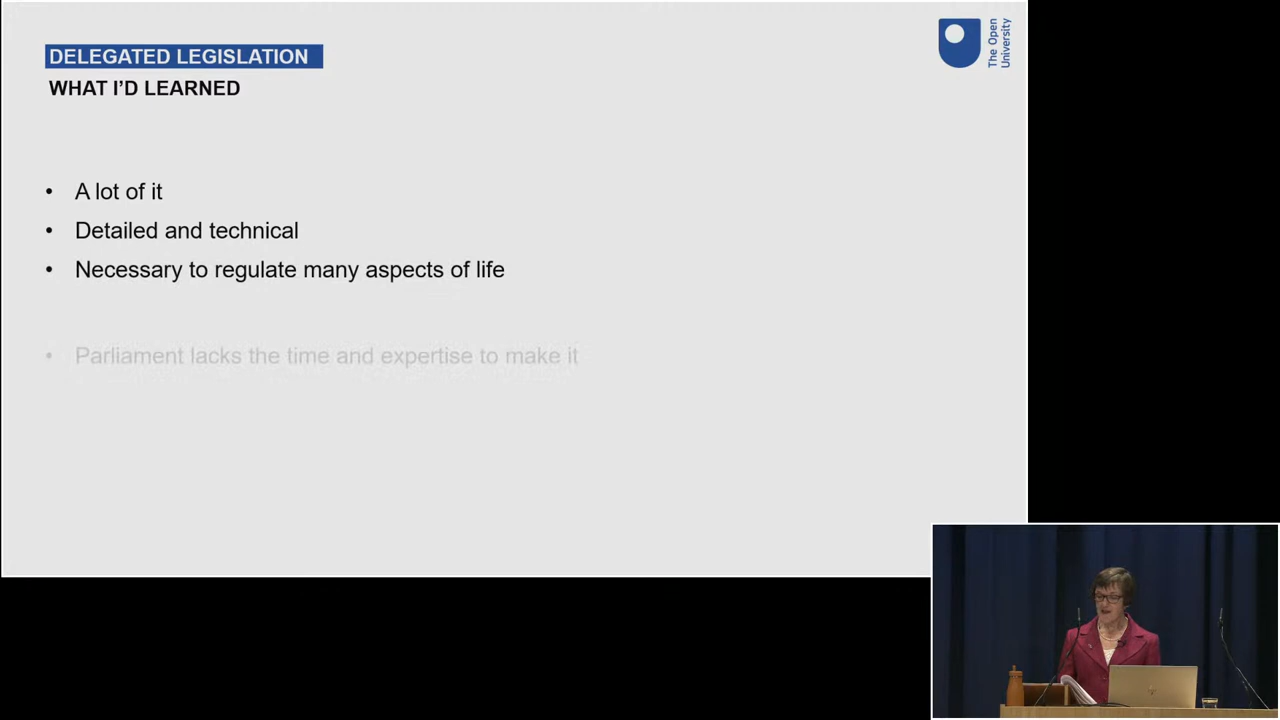 DELEGATED LEGISLATION
WHAT I'D LEARNED
The Open
University
• A lot of it
• Detailed and technical
• Necessary to regulate many aspects of life
• Parliament lacks the time and expertise to make it